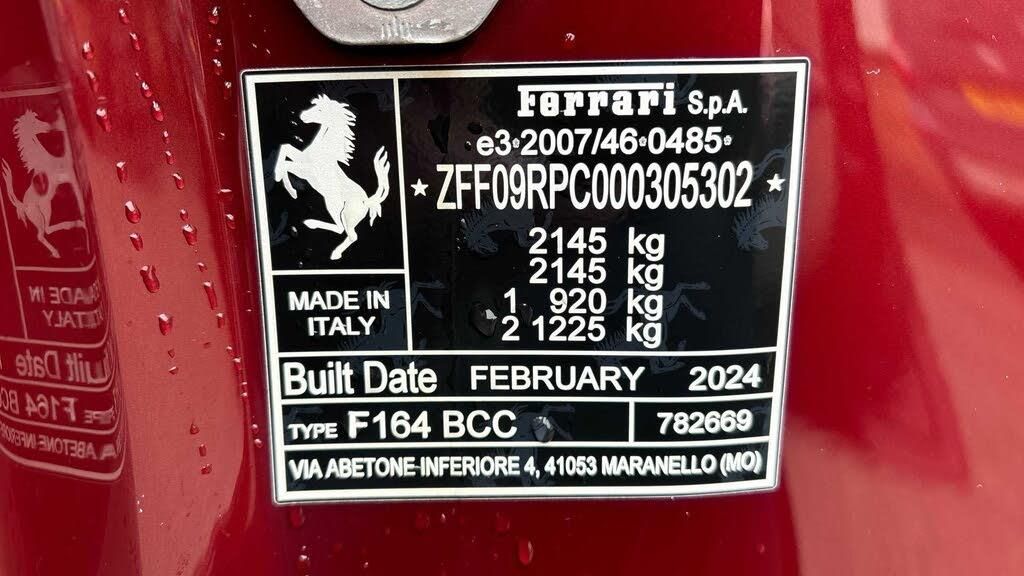 Ferrari S.p.A.
e3*2007/46*0485*
★ ZFF09RPC000305302 ★
2145 kg
2145 kg
1 920 kg
2 1225 kg
MADE IN
ITALY
Built Date FEBRUARY 2024
TYPE F164 BCC 782669
VIA ABETONE INFERIORE 4, 41053 MARANELLO (MO)